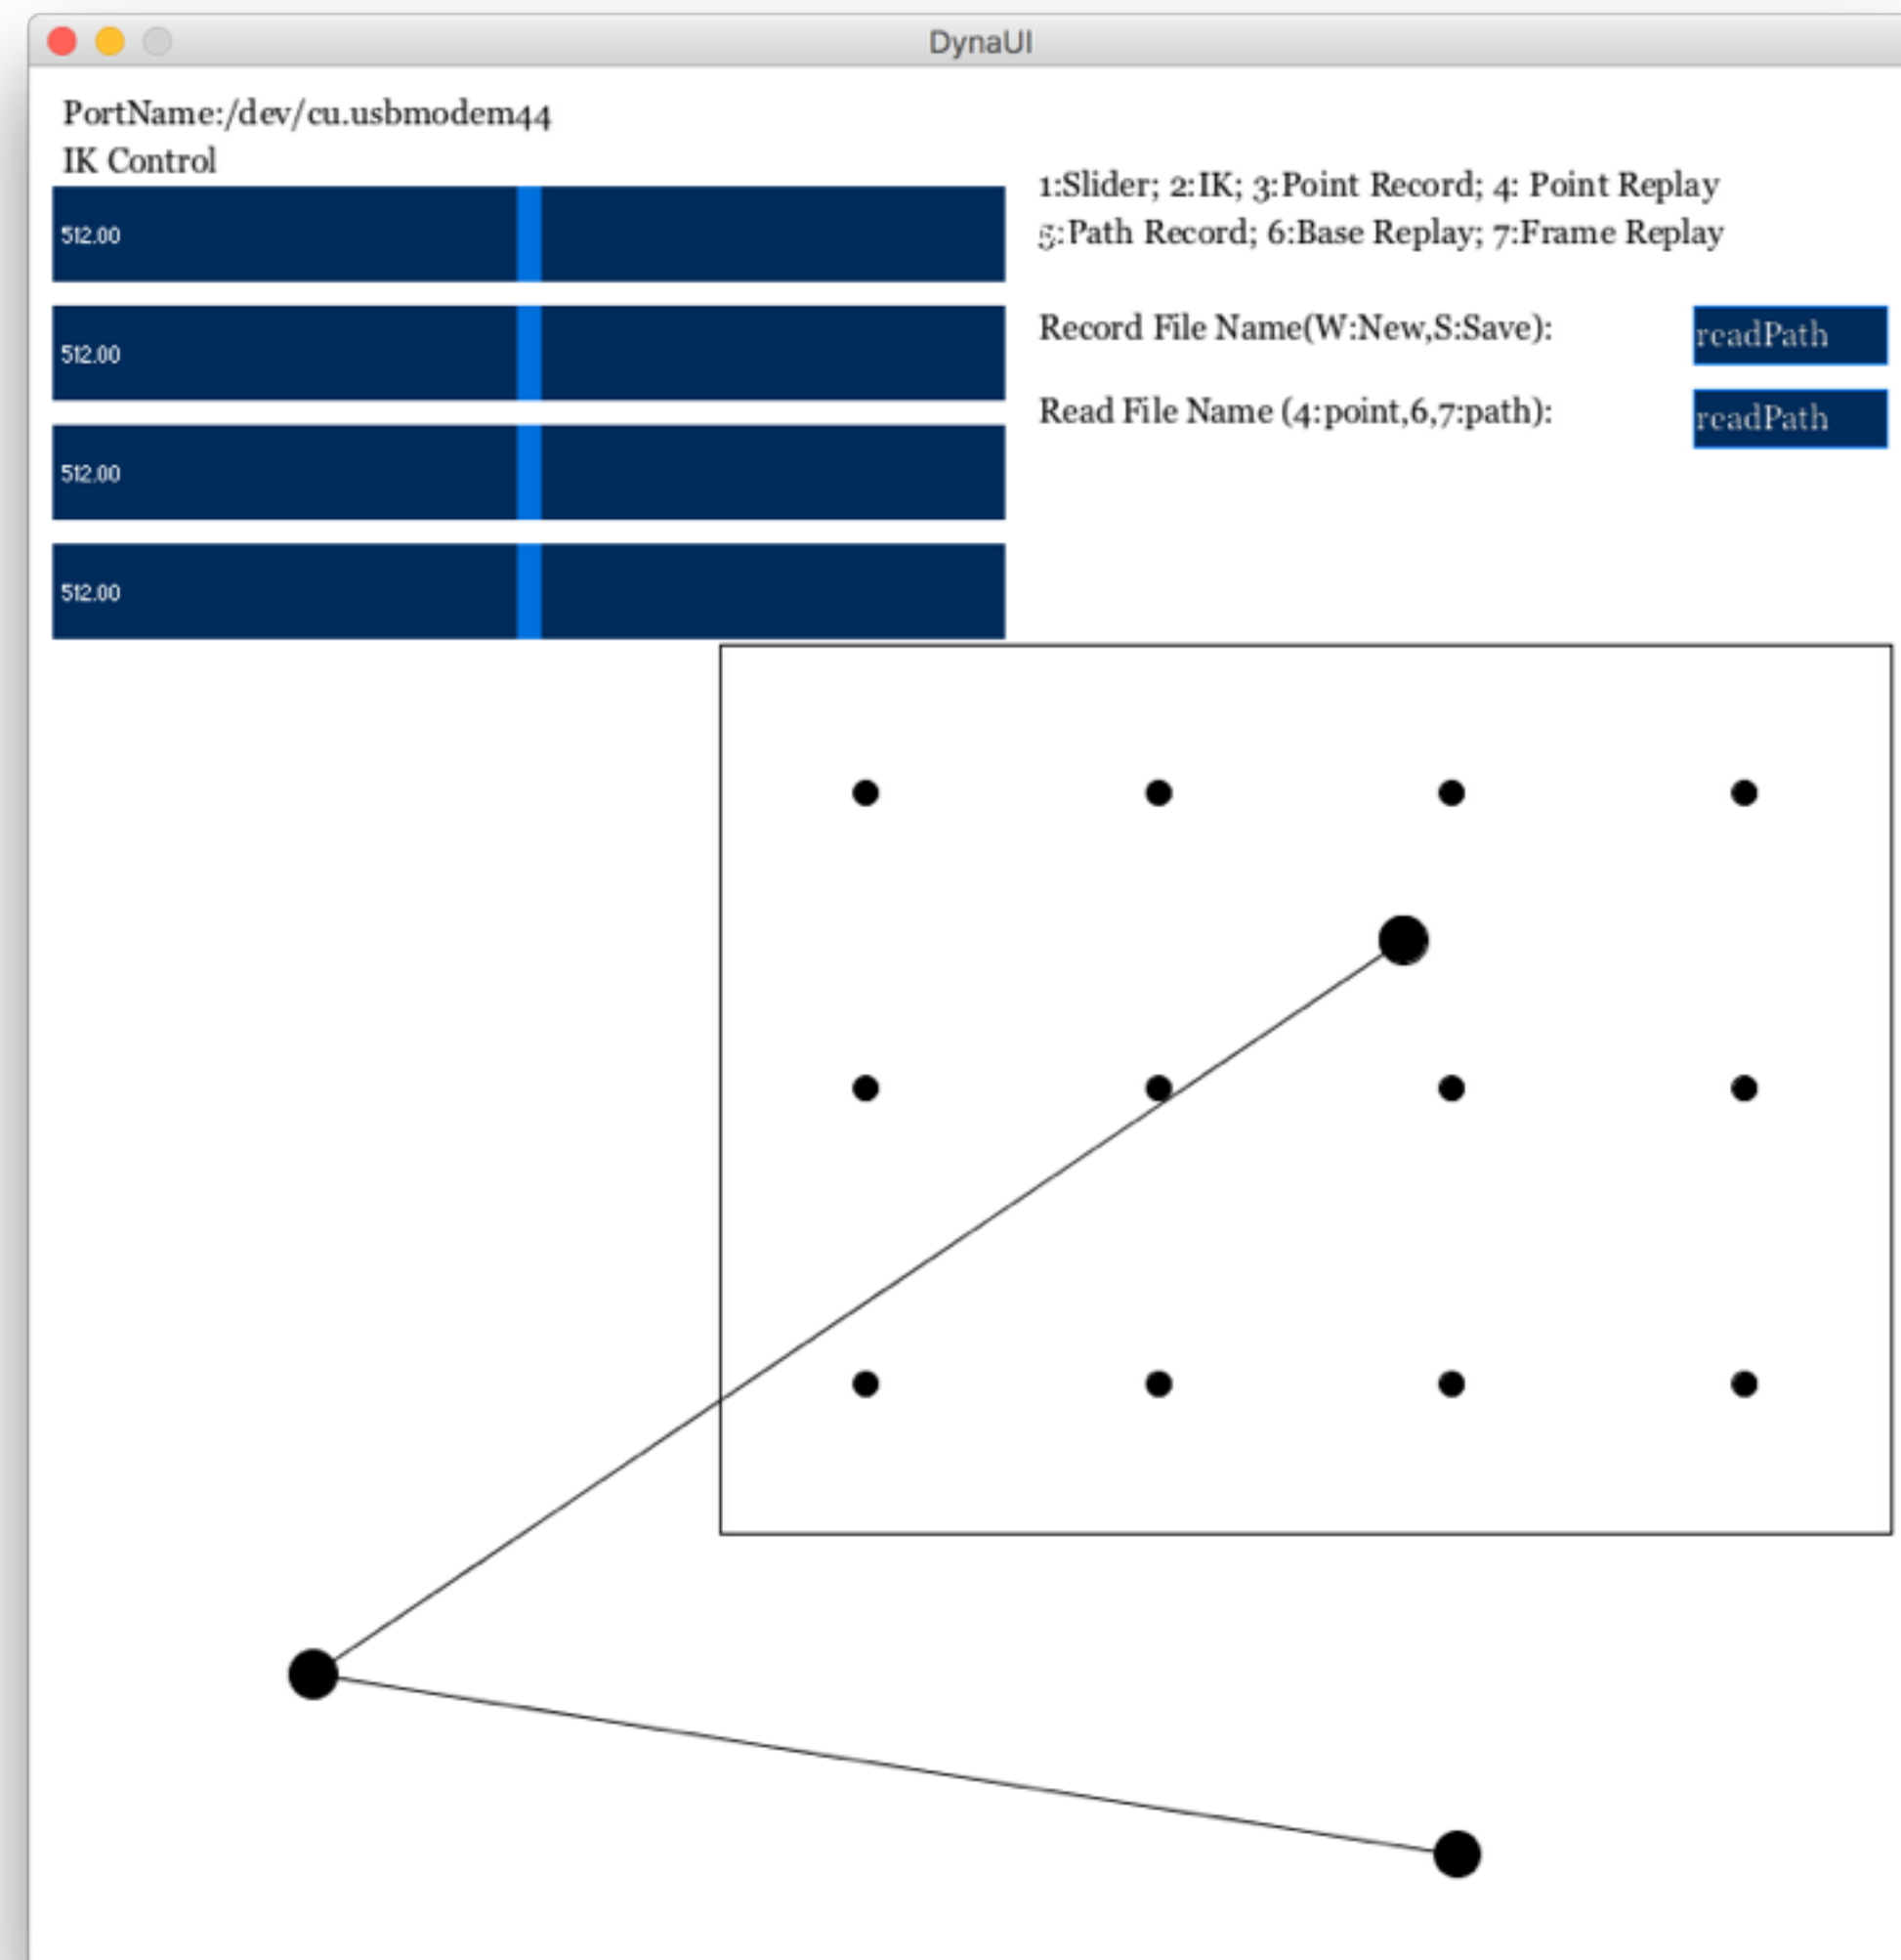 DynaUI
PortName:/dev/cu.usbmodem44
IK Control
512.00
512.00
512.00
512.00
1:Slider; 2:IK; 3:Point Record; 4: Point Replay
5:Path Record; 6:Base Replay; 7:Frame Replay
Record File Name(W:New,S:Save):
readPath
Read File Name (4:point,6,7:path):
readPath